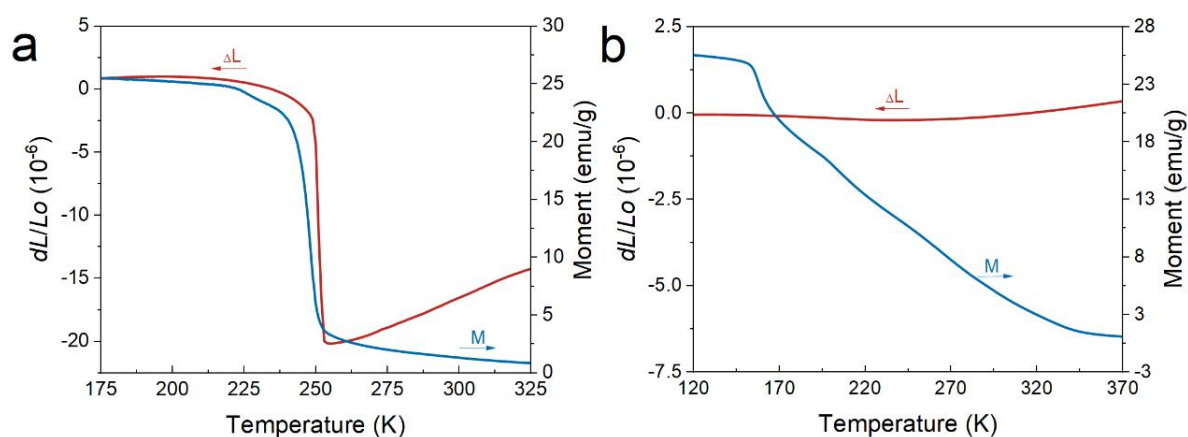 a
5
0
-5
-10
-15
-20
dL/Lo (10⁻⁶)
ΔL
M
30
25
20
15
10
5
0
Moment (emu/g)
175 200 225 250 275 300 325
Temperature (K)
b
2.5
0.0
-2.5
-5.0
-7.5
dL/Lo (10⁻⁶)
ΔL
M
28
23
18
13
8
3
-3
Moment (emu/g)
120 170 220 270 320 370
Temperature (K)